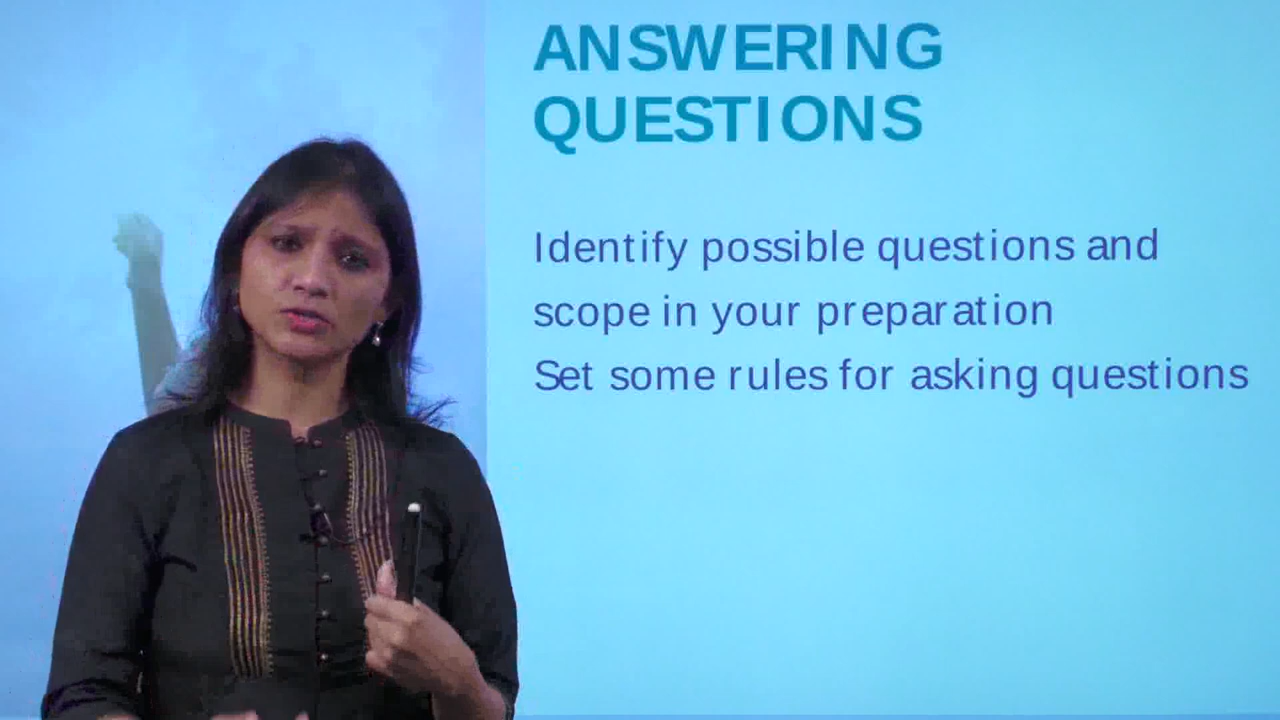 ANSWERING
QUESTIONS
Identify possible questions and
scope in your preparation
Set some rules for asking questions